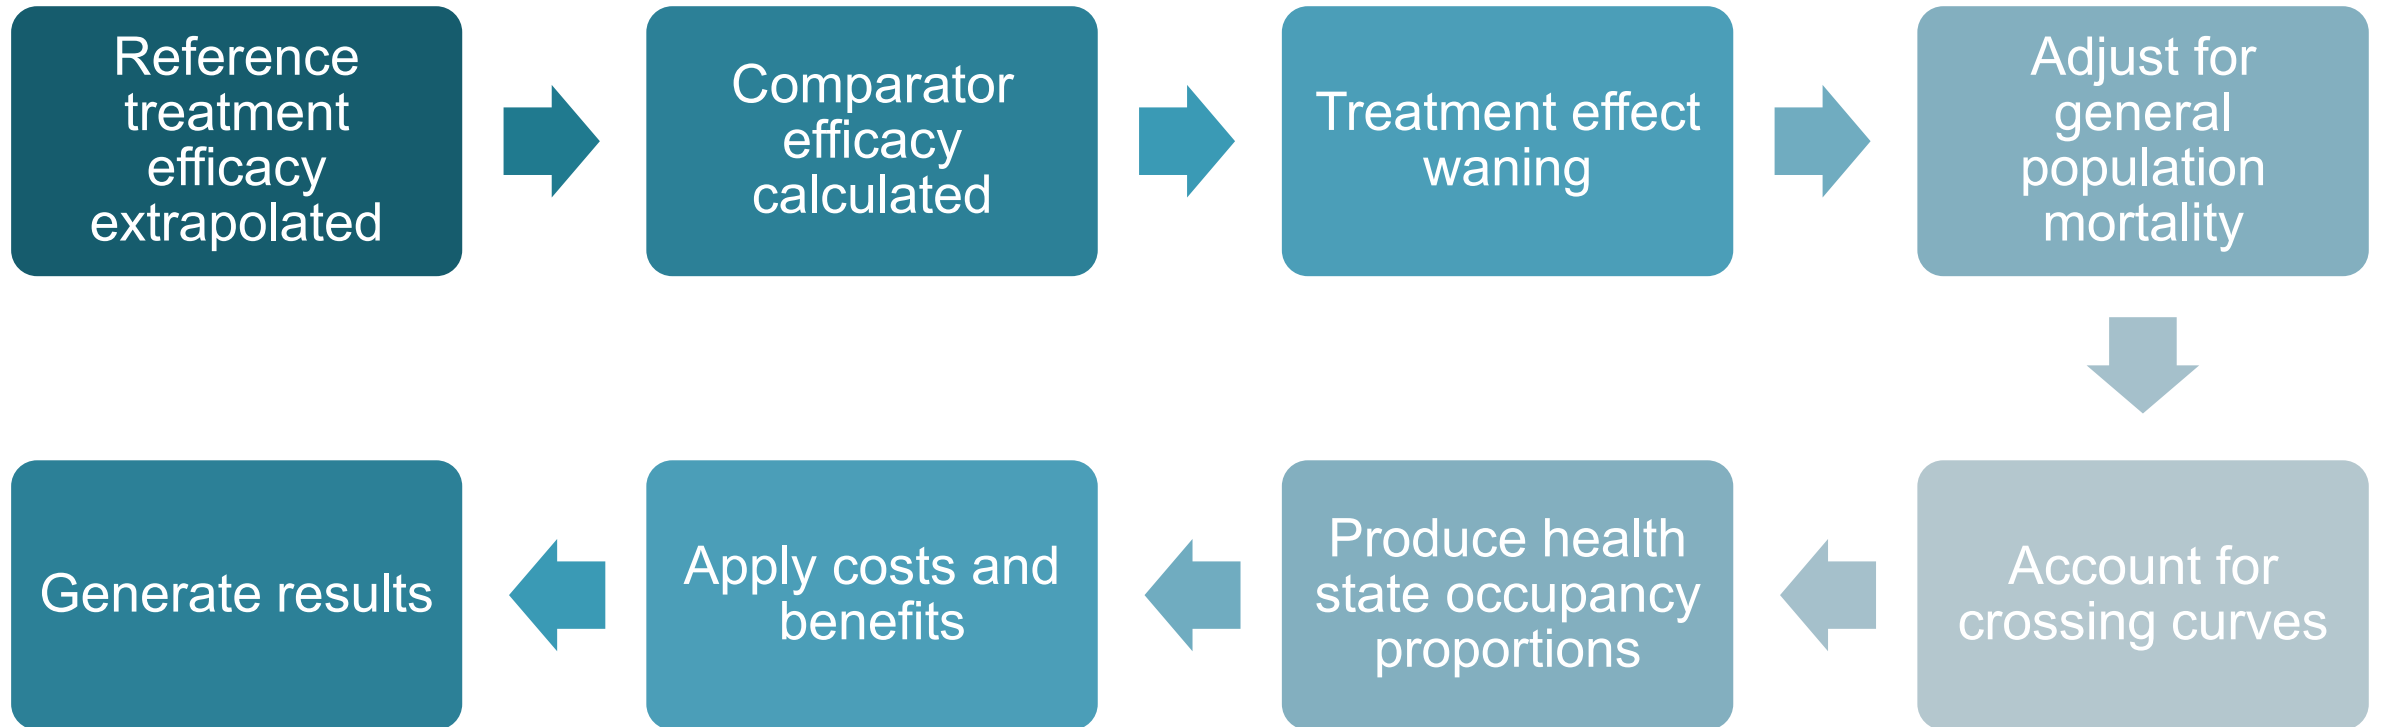 Reference
treatment
efficacy
extrapolated
Comparator
efficacy
calculated
Treatment effect
waning
Adjust for
general
population
mortality
Account for
crossing curves
Produce health
state occupancy
proportions
Apply costs and
benefits
Generate results